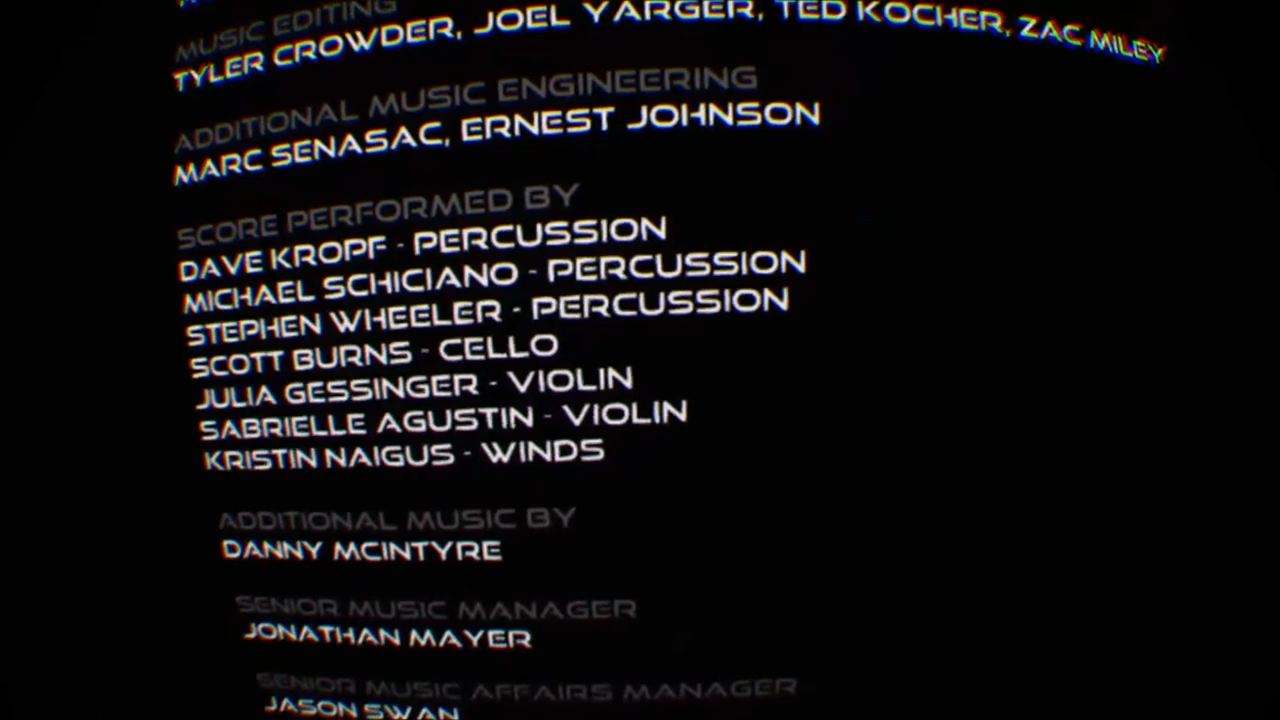 MUSIC EDITING
TYLER CROWDER, JOEL YARGER, TED KOCHER, ZAC MILEY
ADDITIONAL MUSIC ENGINEERING
MARC SENASAC, ERNEST JOHNSON
SCORE PERFORMED BY
DAVE KROPF - PERCUSSION
MICHAEL SCHICIANO - PERCUSSION
STEPHEN WHEELER - PERCUSSION
SCOTT BURNS - CELLO
JULIA GESSINGER - VIOLIN
SABRIELLE AGUSTIN - VIOLIN
KRISTIN NAIGUS - WINDS
ADDITIONAL MUSIC BY
DANNY MCINTYRE
SENIOR MUSIC MANAGER
JONATHAN MAYER
SENIOR MUSIC AFFAIRS MANAGER
JASON SWAN